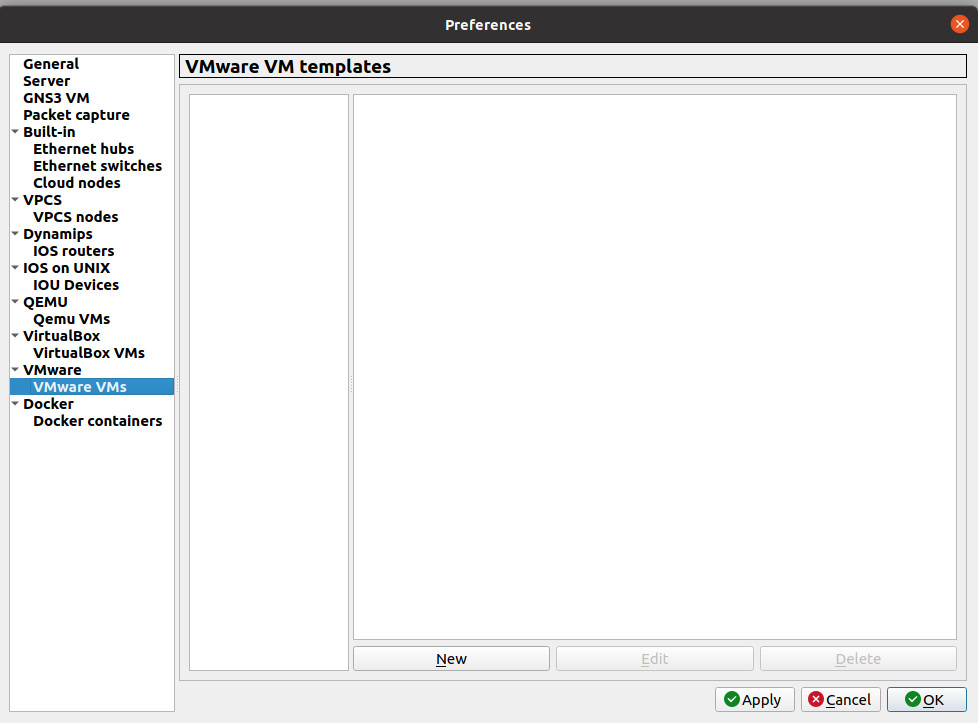 Preferences
General
Server
GNS3 VM
Packet capture
Built-in
Ethernet hubs
Ethernet switches
Cloud nodes
VPCS
VPCS nodes
Dynamips
IOS routers
IOS on UNIX
IOU Devices
QEMU
Qemu VMs
VirtualBox
VirtualBox VMs
VMware
VMware VMs
Docker
Docker containers
VMware VM templates
New Edit Delete
Apply Cancel OK